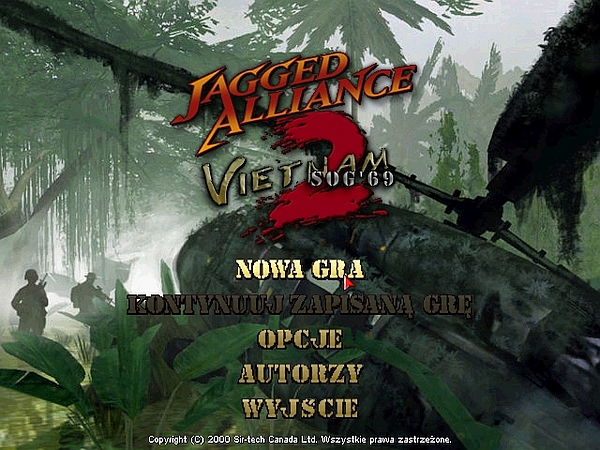 JAGGED
ALLIANCE
2
VIETNAM
SOG'69
NOWA GRA
KONTYNUUJ ZAPISANĄ GRĘ
OPCJE
AUTORZY
WYJŚCIE
Copyright (C) 2000 Sir-tech Canada Ltd. Wszystkie prawa zastrzeżone.